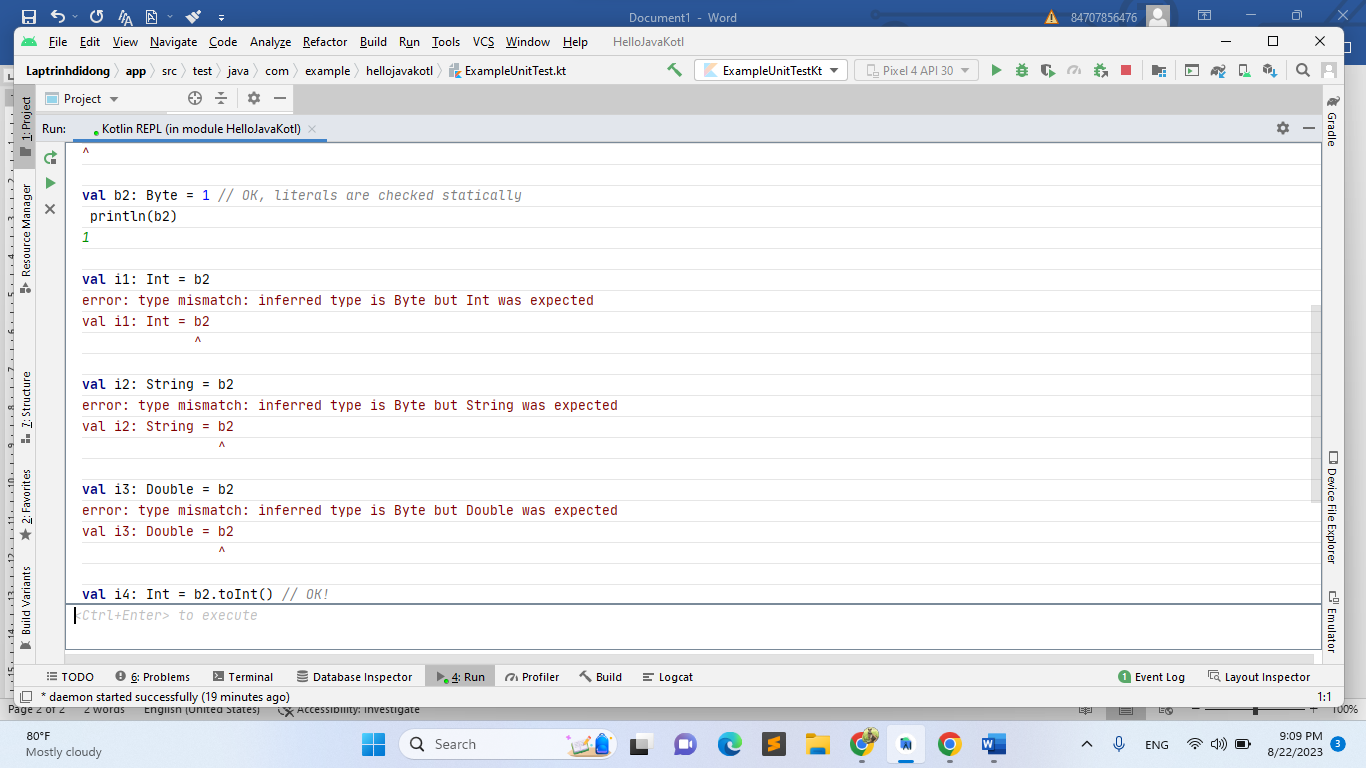 Document1 - Word
84707856476
File Edit View Navigate Code Analyze Refactor Build Run Tools VCS Window Help HelloJavaKotl
Laptrinhdidong app src test java com example hellojavakotl ExampleUnitTest.kt
ExampleUnitTestKt
Pixel 4 API 30
Project
Run: Kotlin REPL (in module HelloJavaKotl)
1: Project
Resource Manager
7: Structure
2: Favorites
Build Variants
^
val b2: Byte = 1 // OK, literals are checked statically
println(b2)
1
val i1: Int = b2
error: type mismatch: inferred type is Byte but Int was expected
val i1: Int = b2
^
val i2: String = b2
error: type mismatch: inferred type is Byte but String was expected
val i2: String = b2
^
val i3: Double = b2
error: type mismatch: inferred type is Byte but Double was expected
val i3: Double = b2
^
val i4: Int = b2.toInt() // OK!
<Ctrl+Enter> to execute
Gradle
Device File Explorer
Emulator
TODO 6: Problems Terminal Database Inspector 4: Run Profiler Build Logcat 1 Event Log Layout Inspector
* daemon started successfully (19 minutes ago) 1:1
Page 2 of 2 2 words English (United States) Accessibility: Investigate 100%
80°F
Mostly cloudy
Search
ENG
9:09 PM
8/22/2023
3